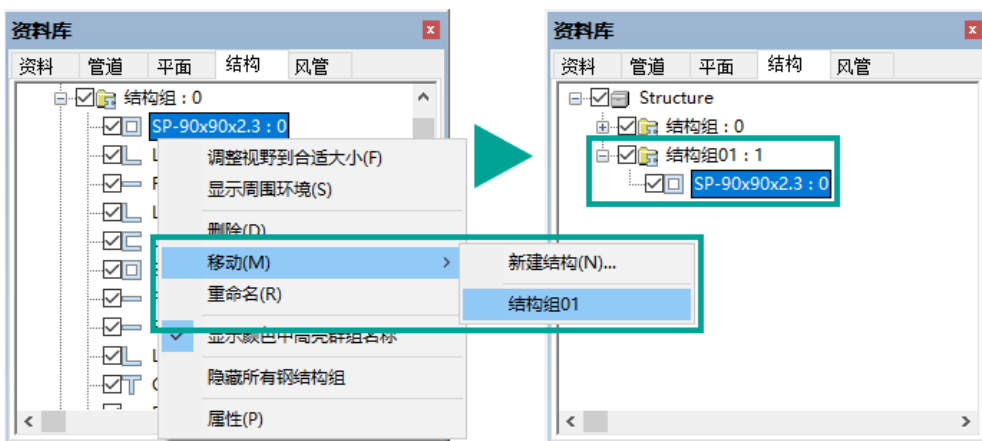 资料库
资料 管道 平面 结构 风管
结构组 : 0
SP-90x90x2.3 : 0
调整视野到合适大小(F)
显示周围环境(S)
删除(D)
移动(M)
重命名(R)
显示颜色中高亮群组名称
隐藏所有钢结构组
属性(P)
新建结构(N)...
结构组01
资料库
资料 管道 平面 结构 风管
Structure
结构组 : 0
结构组01 : 1
SP-90x90x2.3 : 0